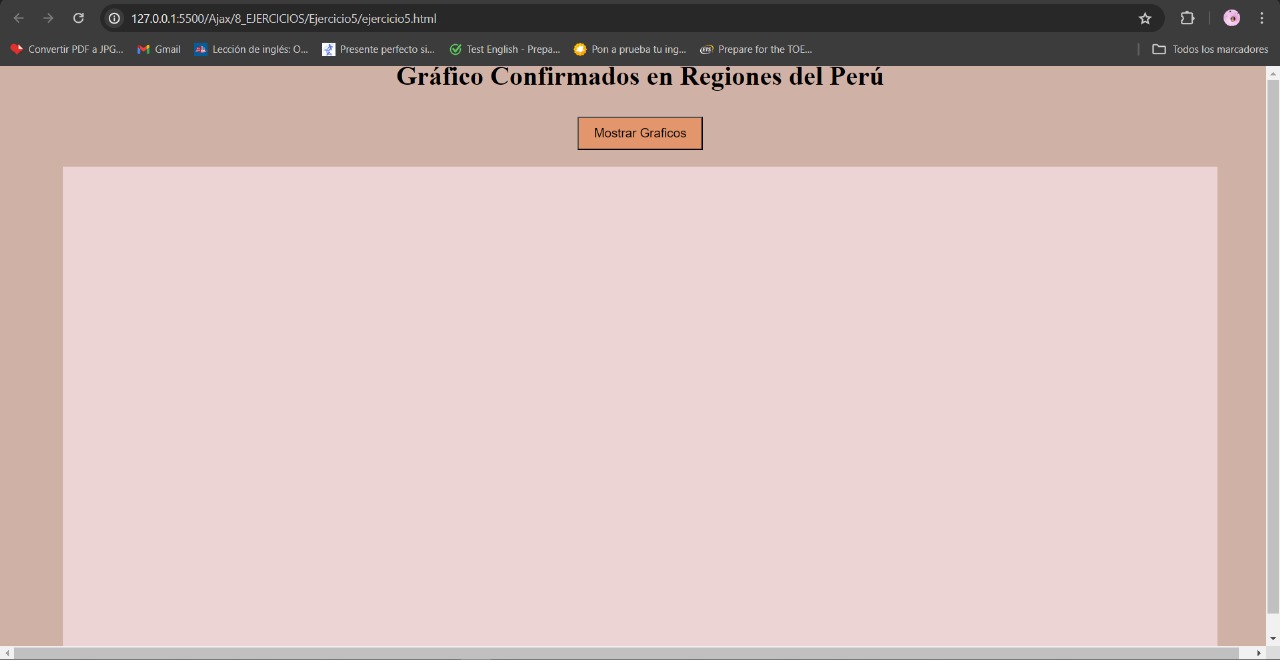 127.0.0.1:5500/Ajax/8_EJERCICIOS/Ejercicio5/ejercicio5.html
Convertir PDF a JPG... Gmail Lección de inglés: O... Presente perfecto si... Test English - Prepa... Pon a prueba tu ing... Prepare for the TOE... Todos los marcadores
Gráfico Confirmados en Regiones del Perú
Mostrar Graficos